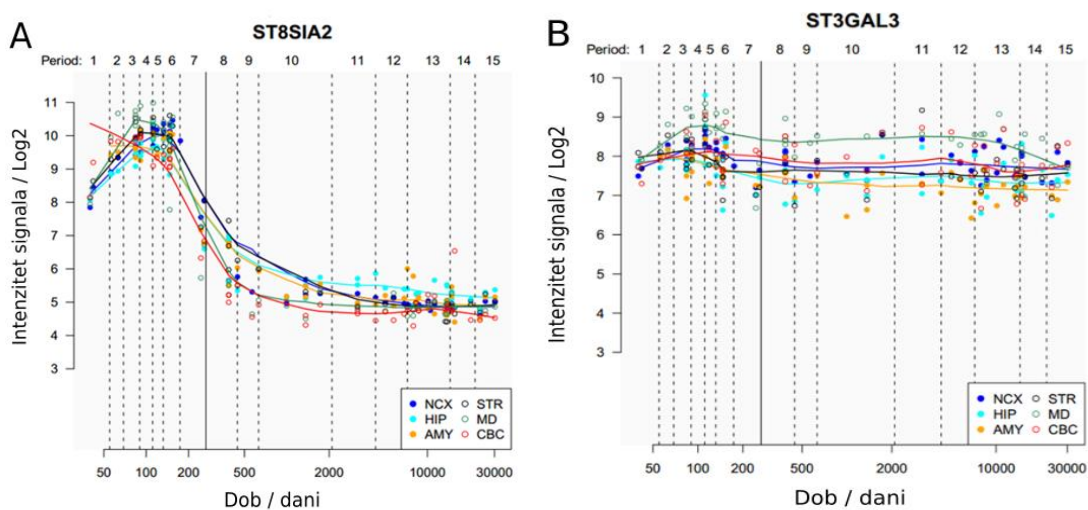 A
ST8SIA2
Period: 1 2 3 4 5 6 7 8 9 10 11 12 13 14 15
Intenzitet signala / Log2
11
10
9
8
7
6
5
4
3
NCX STR
HIP MD
AMY CBC
50 100 200 500 2000 10000 30000
Dob / dani
B
ST3GAL3
Period: 1 2 3 4 5 6 7 8 9 10 11 12 13 15
Intenzitet signala / Log2
10
9
8
7
6
5
4
3
NCX STR
HIP MD
AMY CBC
50 100 200 500 2000 10000 30000
Dob / dani